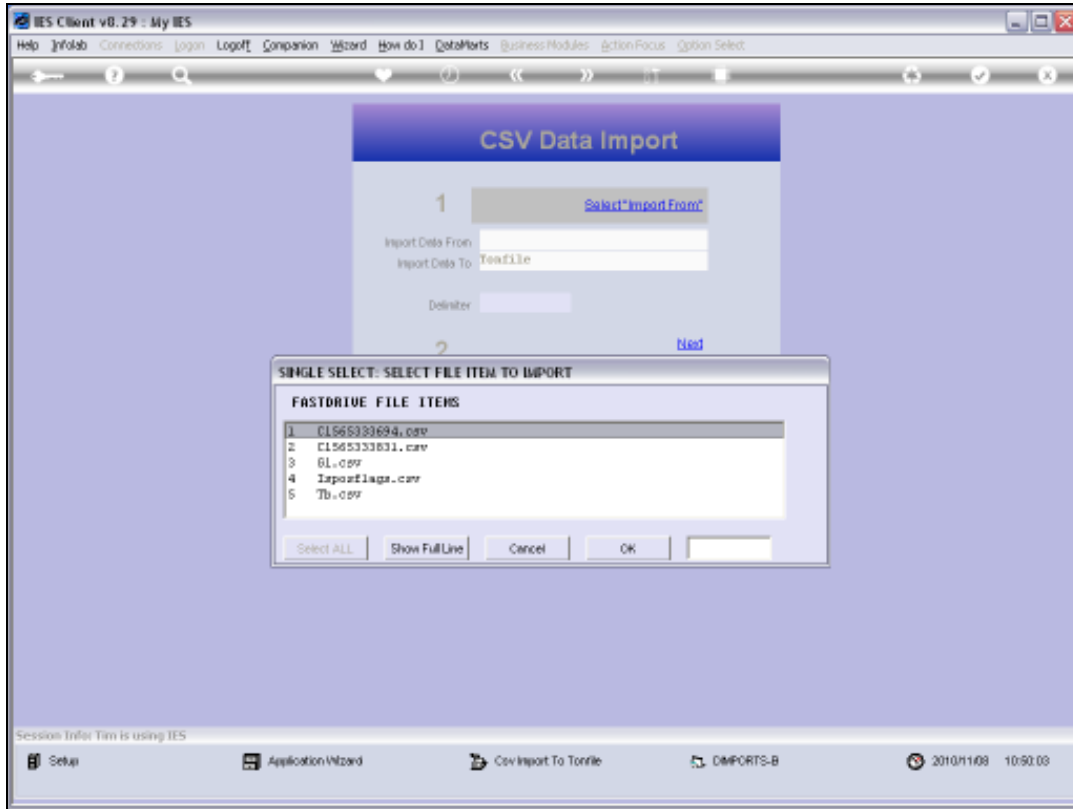 IES Client v8.29 : My IES
Help Infolab Connections Logon Logoff Companion Wizard How do I DataMarts Business Modules Action Focus Option Select
CSV Data Import
1 Select "Import From"
Import Data From
Import Data To Tonfile
Delimiter
2 Next
SINGLE SELECT: SELECT FILE ITEM TO IMPORT
FASTDRIVE FILE ITEMS
1 C1565333694.csv
2 C1565333831.csv
3 Gl.csv
4 Imporflags.csv
5 Tb.csv
Select ALL Show Full Line Cancel OK
Session Info: Tim is using IES
Setup Application Wizard Csv Import To Tonfile DIMPORTS-B 2010/11/08 10:50:03